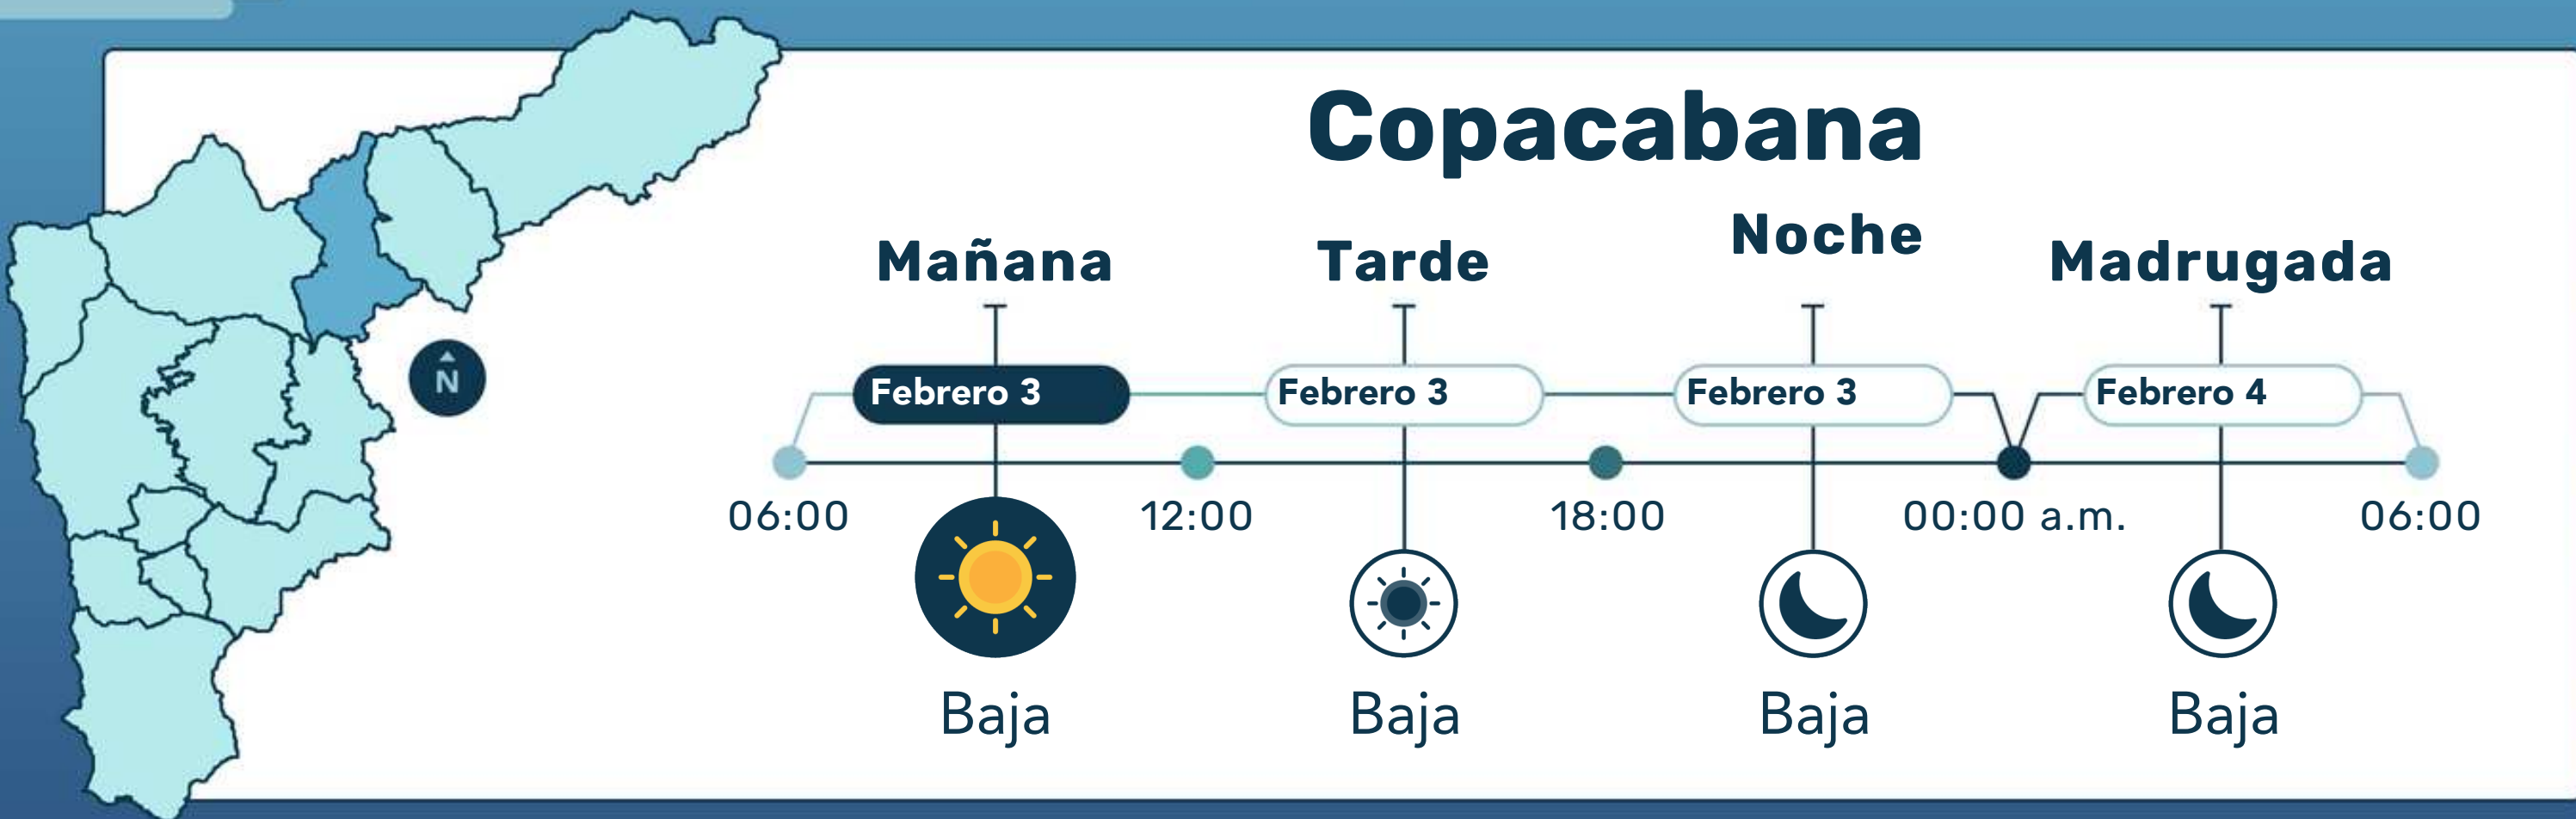 Copacabana
Mañana
Tarde
Noche
Madrugada
Febrero 3
Febrero 3
Febrero 3
Febrero 4
N
06:00
12:00
18:00
00:00 a.m.
06:00
Baja
Baja
Baja
Baja